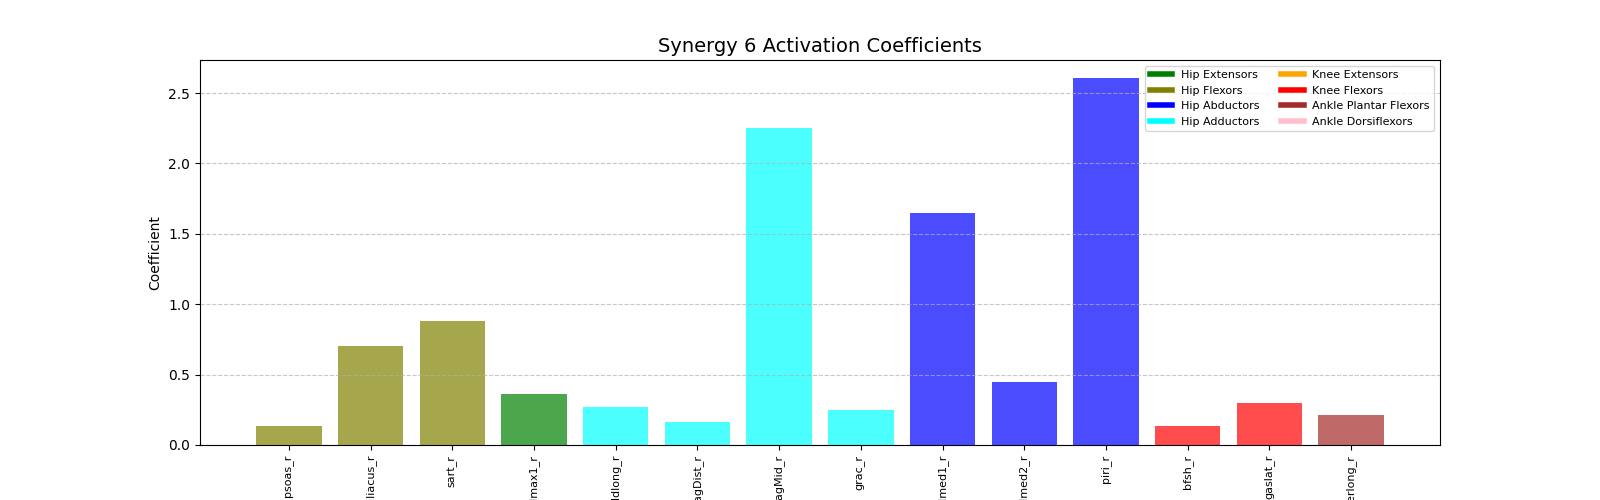 Synergy 6 Activation Coefficients
Coefficient
2.5
2.0
1.5
1.0
0.5
0.0
Hip Extensors
Hip Flexors
Hip Abductors
Hip Adductors
Knee Extensors
Knee Flexors
Ankle Plantar Flexors
Ankle Dorsiflexors
psoas_r
iliacus_r
sart_r
max1_r
ddlong_r
agDist_r
agMid_r
grac_r
med1_r
med2_r
piri_r
bfsh_r
gaslat_r
erlong_r